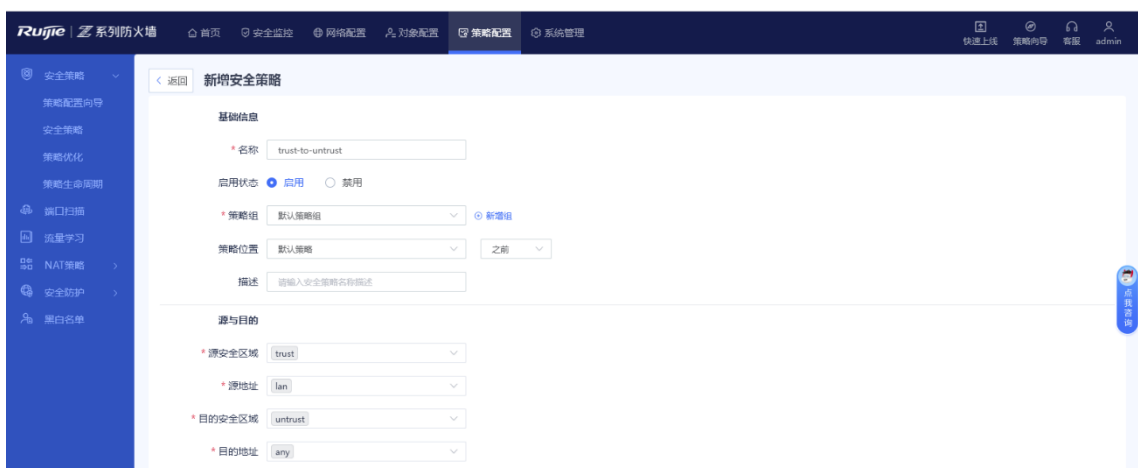 Ruijie | Z系列防火墙 首页 安全监控 网络配置 对象配置 策略配置 系统管理 快速上线 策略向导 客服 admin
安全策略
策略配置向导
安全策略
策略优化
策略生命周期
端口扫描
流量学习
NAT策略
安全防护
黑白名单
返回 新增安全策略
基础信息
* 名称 trust-to-untrust
启用状态 启用 禁用
* 策略组 默认策略组 新增组
策略位置 默认策略 之前
描述 请输入安全策略名称描述
源与目的
* 源安全区域 trust
* 源地址 lan
* 目的安全区域 untrust
* 目的地址 any
点我咨询